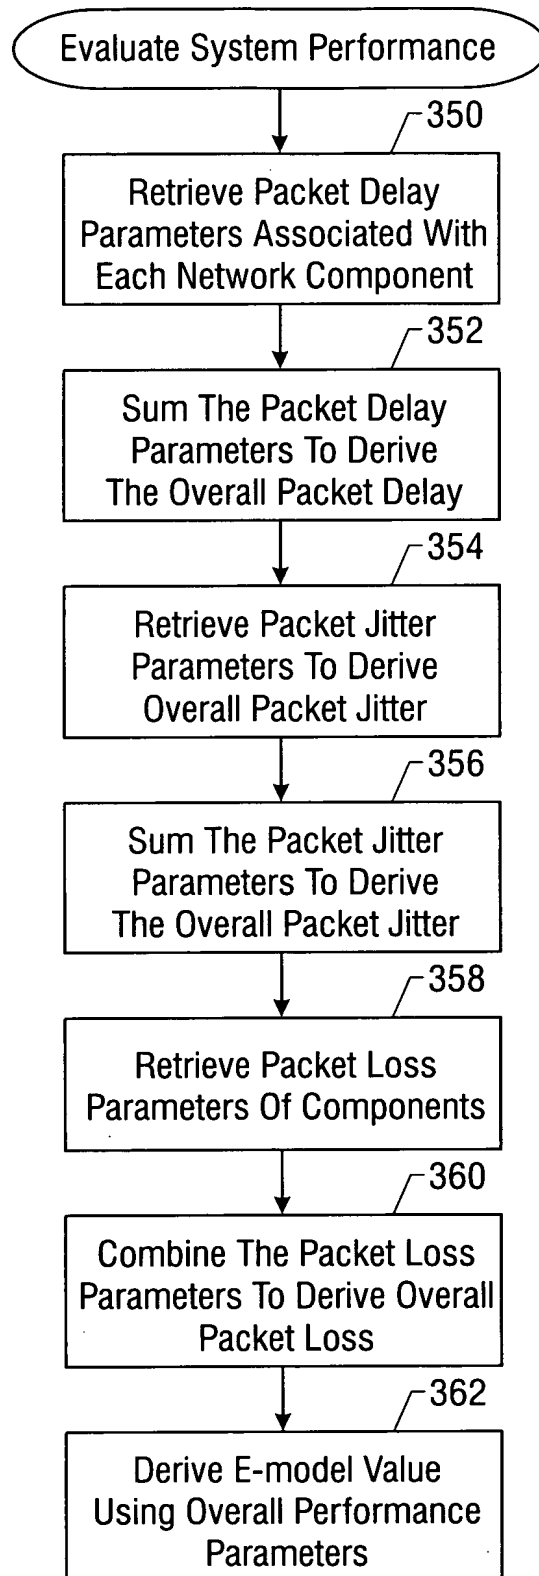 Evaluate System Performance
350
Retrieve Packet Delay
Parameters Associated With
Each Network Component
352
Sum The Packet Delay
Parameters To Derive
The Overall Packet Delay
354
Retrieve Packet Jitter
Parameters To Derive
Overall Packet Jitter
356
Sum The Packet Jitter
Parameters To Derive
The Overall Packet Jitter
358
Retrieve Packet Loss
Parameters Of Components
360
Combine The Packet Loss
Parameters To Derive Overall
Packet Loss
362
Derive E-model Value
Using Overall Performance
Parameters